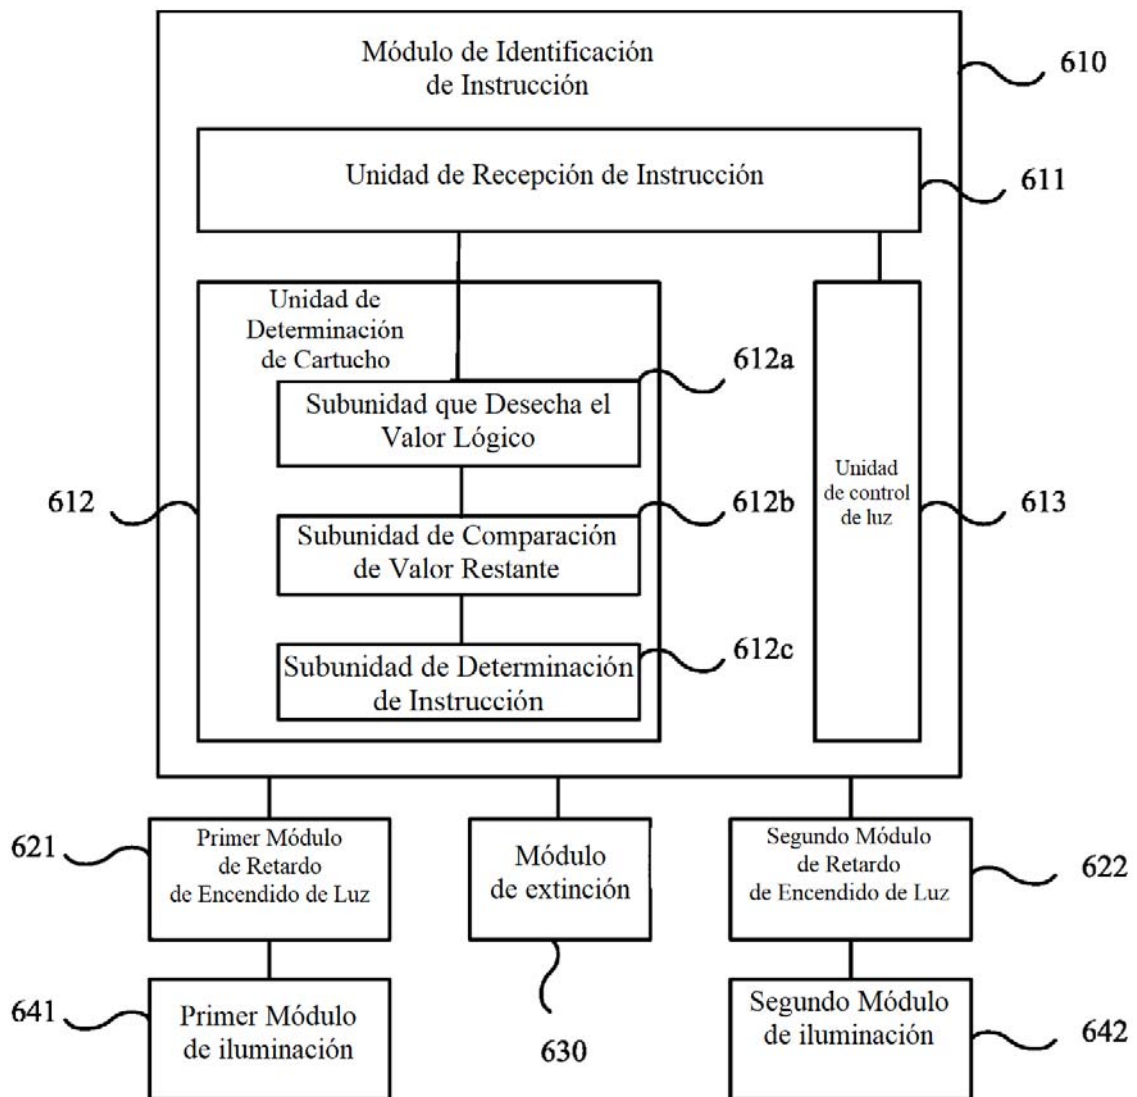 Módulo de Identificación
de Instrucción
610
Unidad de Recepción de Instrucción
611
Unidad de
Determinación
de Cartucho
612a
Subunidad que Desecha el
Valor Lógico
612
612b
Subunidad de Comparación
de Valor Restante
Unidad
de control
de luz
613
612c
Subunidad de Determinación
de Instrucción
621
Primer Módulo
de Retardo
de Encendido de Luz
Módulo
de extinción
Segundo Módulo
de Retardo
de Encendido de Luz
622
641
Primer Módulo
de iluminación
630
Segundo Módulo
de iluminación
642